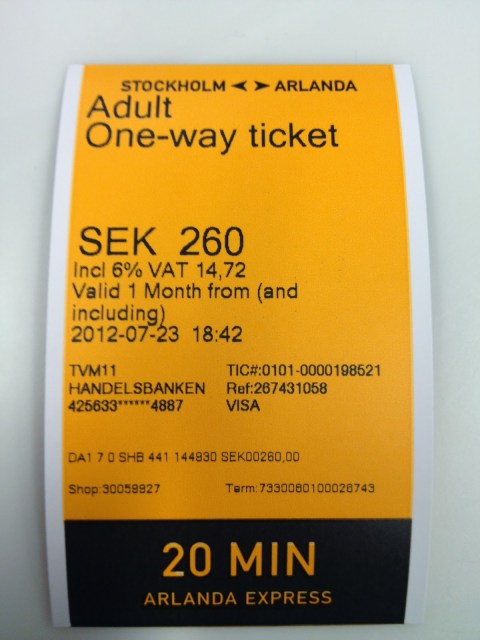 STOCKHOLM ARLANDA
Adult
One-way ticket
SEK 260
Incl 6% VAT 14,72
Valid 1 Month from (and
including)
2012-07-23 18:42
TVM11 TIC#:0101-0000198521
HANDELSBANKEN Ref:267431058
425633******4887 VISA
DA1 7 0 SHB 441 144930 SEK00260,00
Shop:30059927 Term:7330080100026743
20 MIN
ARLANDA EXPRESS